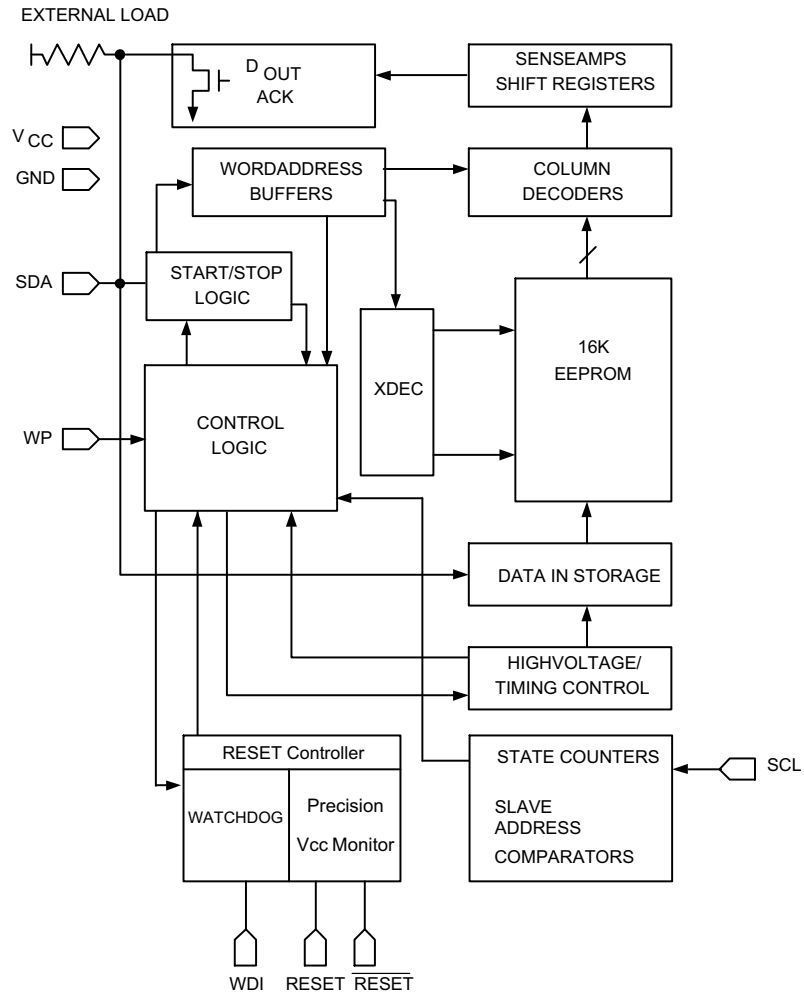 EXTERNAL LOAD
D OUT
ACK
SENSEAMPS
SHIFT REGISTERS
VCC
GND
WORDADDRESS
BUFFERS
COLUMN
DECODERS
SDA
START/STOP
LOGIC
XDEC
16K
EEPROM
WP
CONTROL
LOGIC
DATA IN STORAGE
HIGHVOLTAGE/
TIMING CONTROL
RESET Controller
WATCHDOG
Precision
Vcc Monitor
STATE COUNTERS
SLAVE
ADDRESS
COMPARATORS
SCL
WDI
RESET
RESET